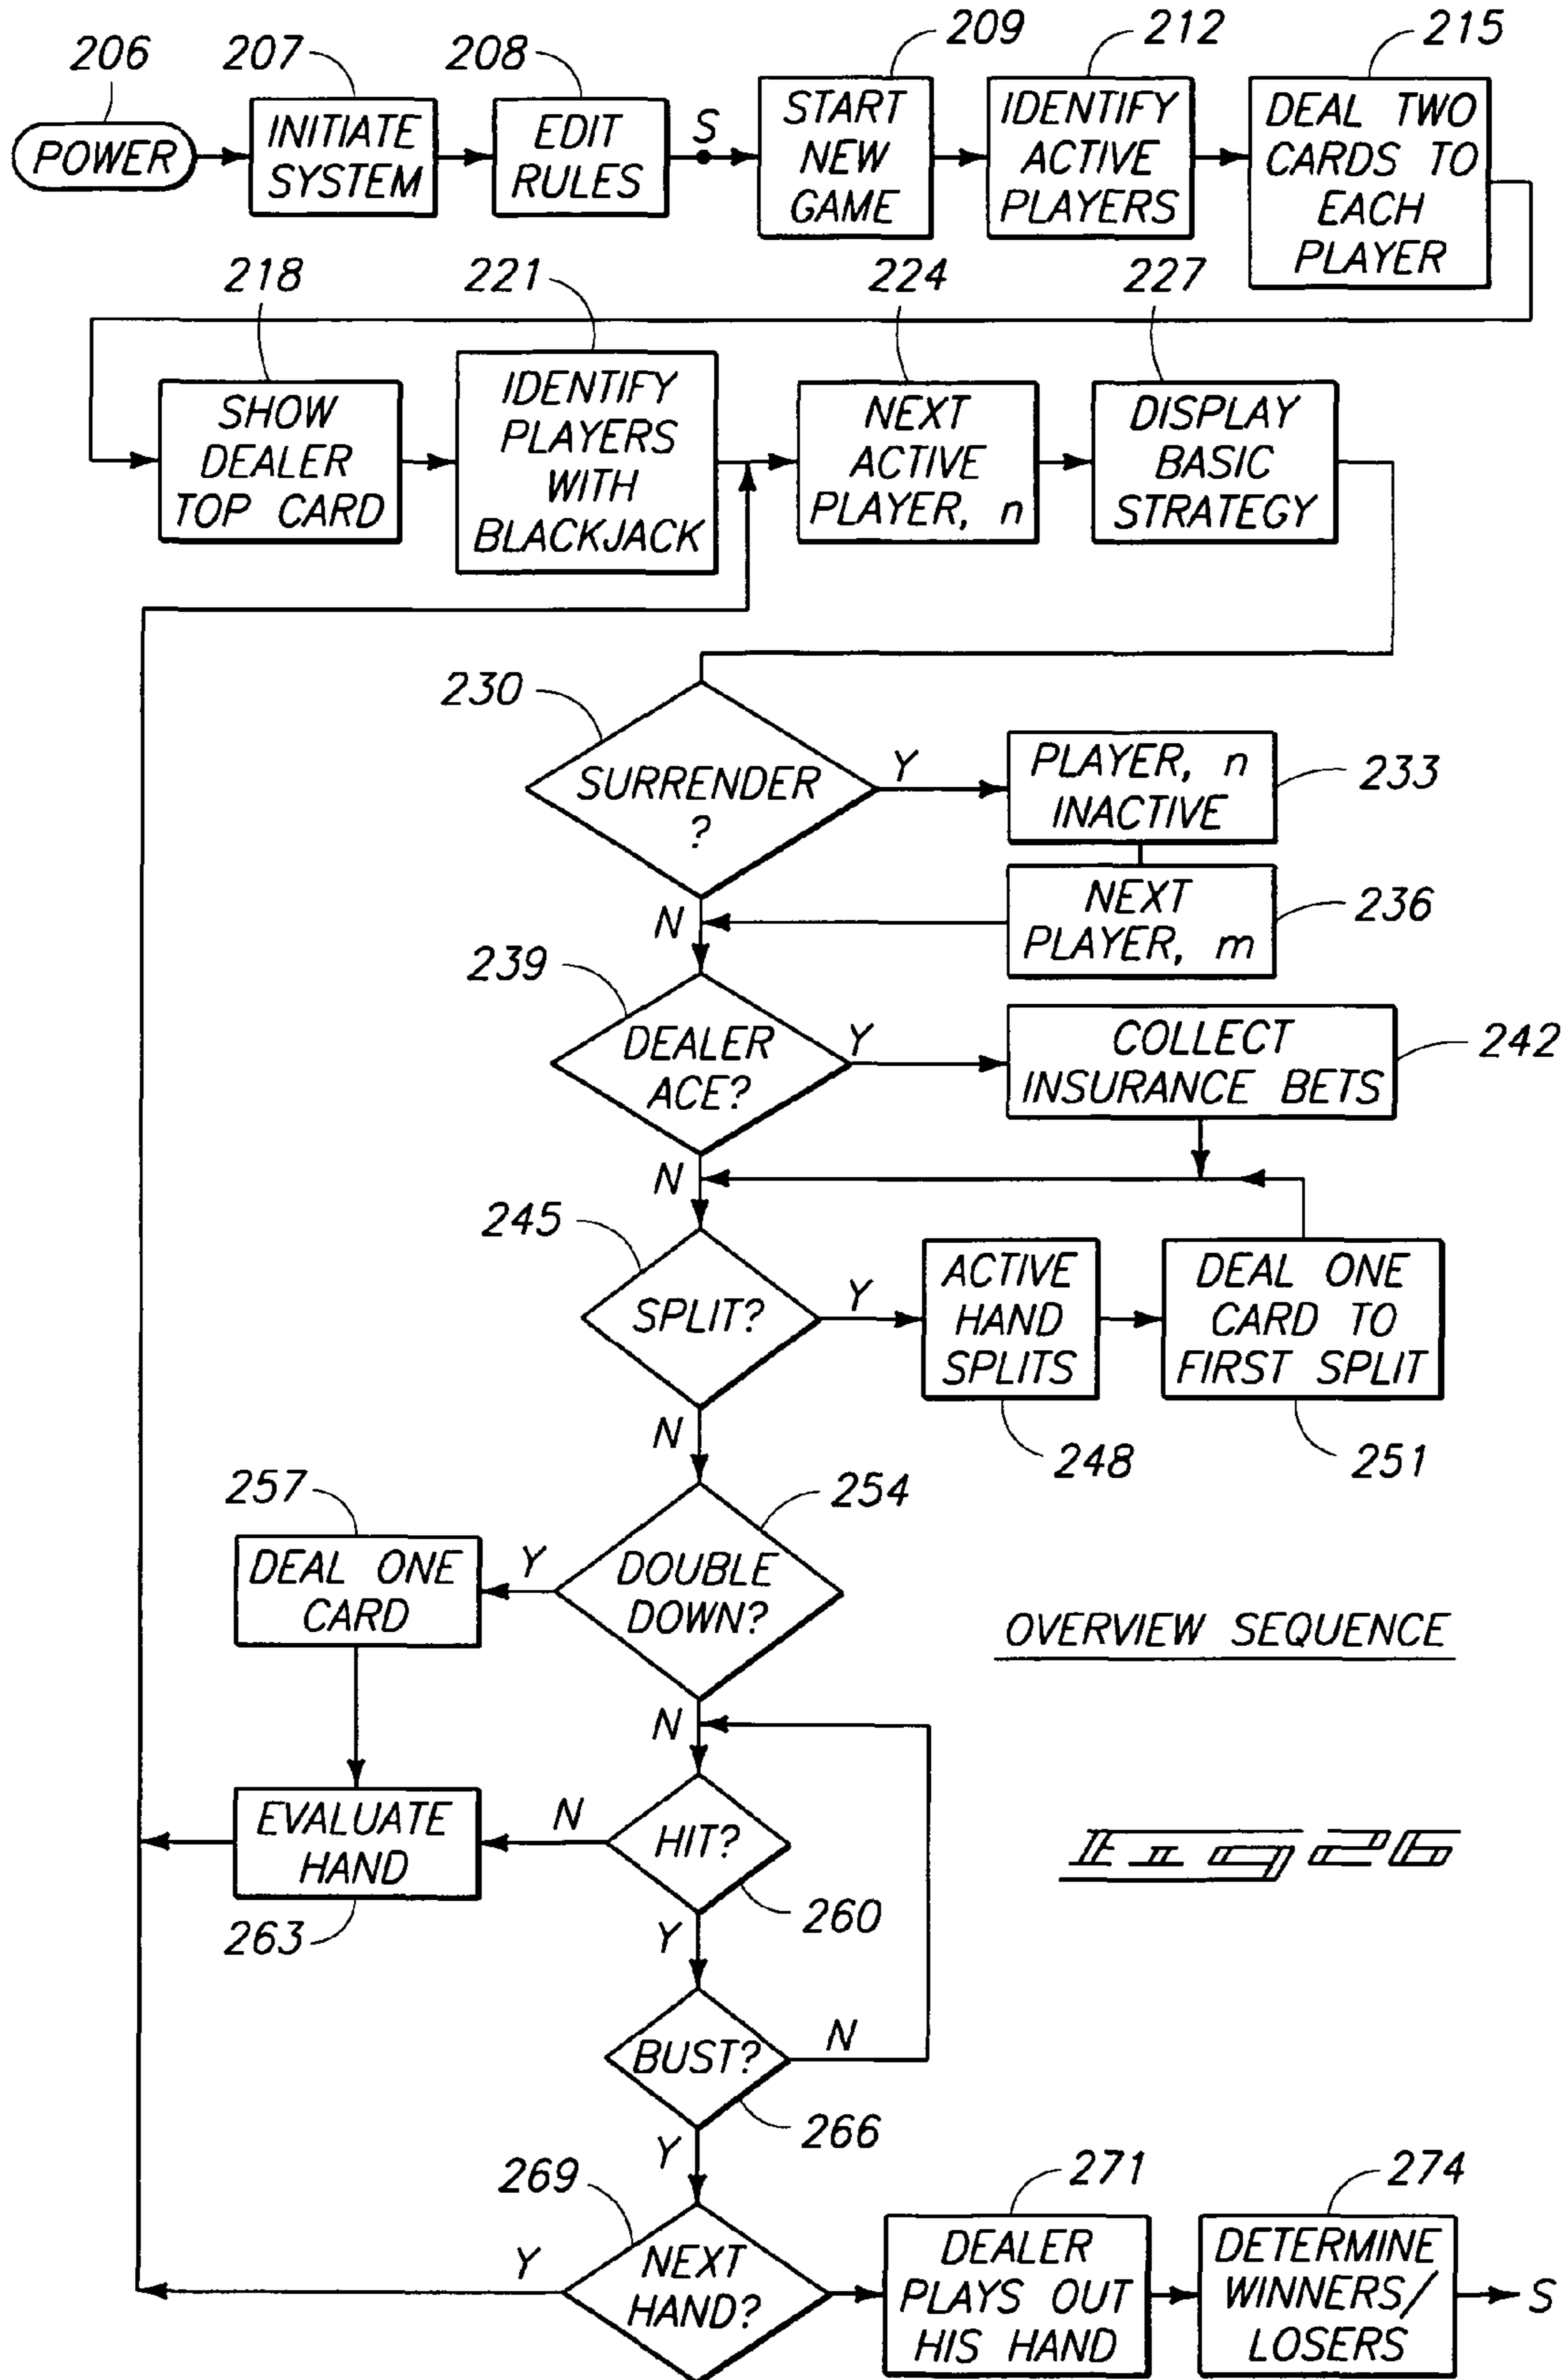 206
207
208
209
212
215
POWER
INITIATE
SYSTEM
EDIT
RULES
S
START
NEW
GAME
IDENTIFY
ACTIVE
PLAYERS
DEAL TWO
CARDS TO
EACH
PLAYER
218
221
224
227
SHOW
DEALER
TOP CARD
IDENTIFY
PLAYERS
WITH
BLACKJACK
NEXT
ACTIVE
PLAYER, n
DISPLAY
BASIC
STRATEGY
230
SURRENDER
?
Y
PLAYER, n
INACTIVE
233
N
NEXT
PLAYER, m
236
239
DEALER
ACE?
Y
COLLECT
INSURANCE BETS
242
N
245
SPLIT?
Y
ACTIVE
HAND
SPLITS
DEAL ONE
CARD TO
FIRST SPLIT
N
248
251
257
254
DEAL ONE
CARD
Y
DOUBLE
DOWN?
OVERVIEW SEQUENCE
N
EVALUATE
HAND
N
HIT?
263
260
Y
Fig 26
BUST?
N
266
Y
269
271
274
Y
NEXT
HAND?
DEALER
PLAYS OUT
HIS HAND
DETERMINE
WINNERS/
LOSERS
S